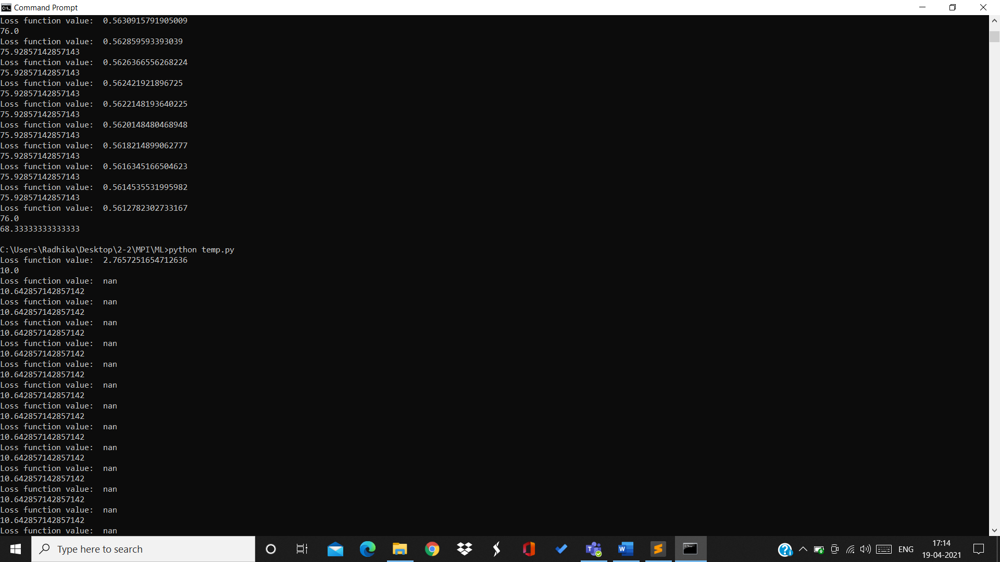 Command Prompt
Loss function value:  0.5630915791905009
76.0
Loss function value:  0.562859593393039
75.92857142857143
Loss function value:  0.5626366556268224
75.92857142857143
Loss function value:  0.562421921896725
75.92857142857143
Loss function value:  0.5622148193640225
75.92857142857143
Loss function value:  0.5620148480468948
75.92857142857143
Loss function value:  0.5618214899062777
75.92857142857143
Loss function value:  0.5616345166504623
75.92857142857143
Loss function value:  0.5614535531995982
75.92857142857143
Loss function value:  0.5612782302733167
76.0
68.33333333333333
C:\Users\Radhika\Desktop\2-2\MPI\ML>python temp.py
Loss function value:  2.7657251654712636
10.0
Loss function value:  nan
10.642857142857142
Loss function value:  nan
10.642857142857142
Loss function value:  nan
10.642857142857142
Loss function value:  nan
10.642857142857142
Loss function value:  nan
10.642857142857142
Loss function value:  nan
10.642857142857142
Loss function value:  nan
10.642857142857142
Loss function value:  nan
10.642857142857142
Loss function value:  nan
10.642857142857142
Loss function value:  nan
10.642857142857142
Loss function value:  nan
10.642857142857142
Loss function value:  nan
10.642857142857142
Loss function value:  nan
Type here to search
ENG
17:14
19-04-2021